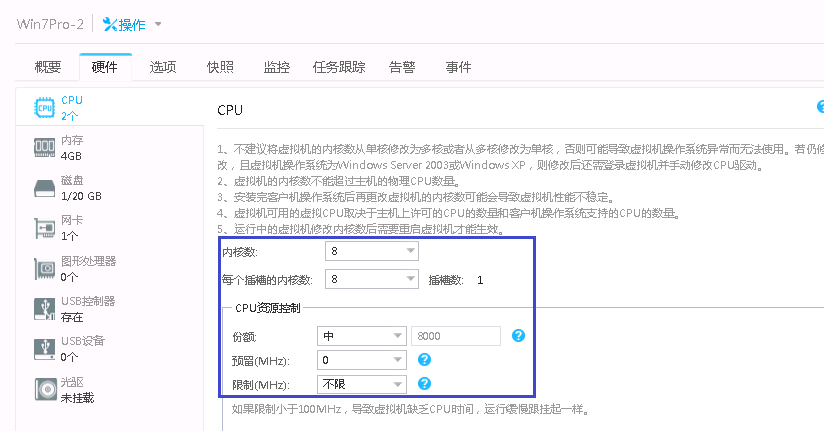 Win7Pro-2 操作
概要 硬件 选项 快照 监控 任务跟踪 告警 事件
CPU
2个
内存
4GB
磁盘
1/20 GB
网卡
1个
图形处理器
0个
USB控制器
存在
USB设备
0个
光驱
未挂载
CPU
1、不建议将虚拟机的内核数从单核修改为多核或者从多核修改为单核，否则可能导致虚拟机操作系统异常而无法使用。若仍修
改，且虚拟机操作系统为Windows Server 2003或Windows XP，则修改后还需登录虚拟机并手动修改CPU驱动。
2、虚拟机的内核数不能超过主机的物理CPU数量。
3、安装完客户机操作系统后再更改虚拟机的内核数可能会导致虚拟机性能不稳定。
4、虚拟机可用的虚拟CPU取决于主机上许可的CPU的数量和客户机操作系统支持的CPU的数量。
5、运行中的虚拟机修改内核数后需要重启虚拟机才能生效。
内核数: 8
每个插槽的内核数: 8 插槽数: 1
CPU资源控制
份额: 中 8000 ?
预留(MHz): 0 ?
限制(MHz): 不限 ?
如果限制小于100MHz，导致虚拟机缺乏CPU时间，运行缓慢跟挂起一样。